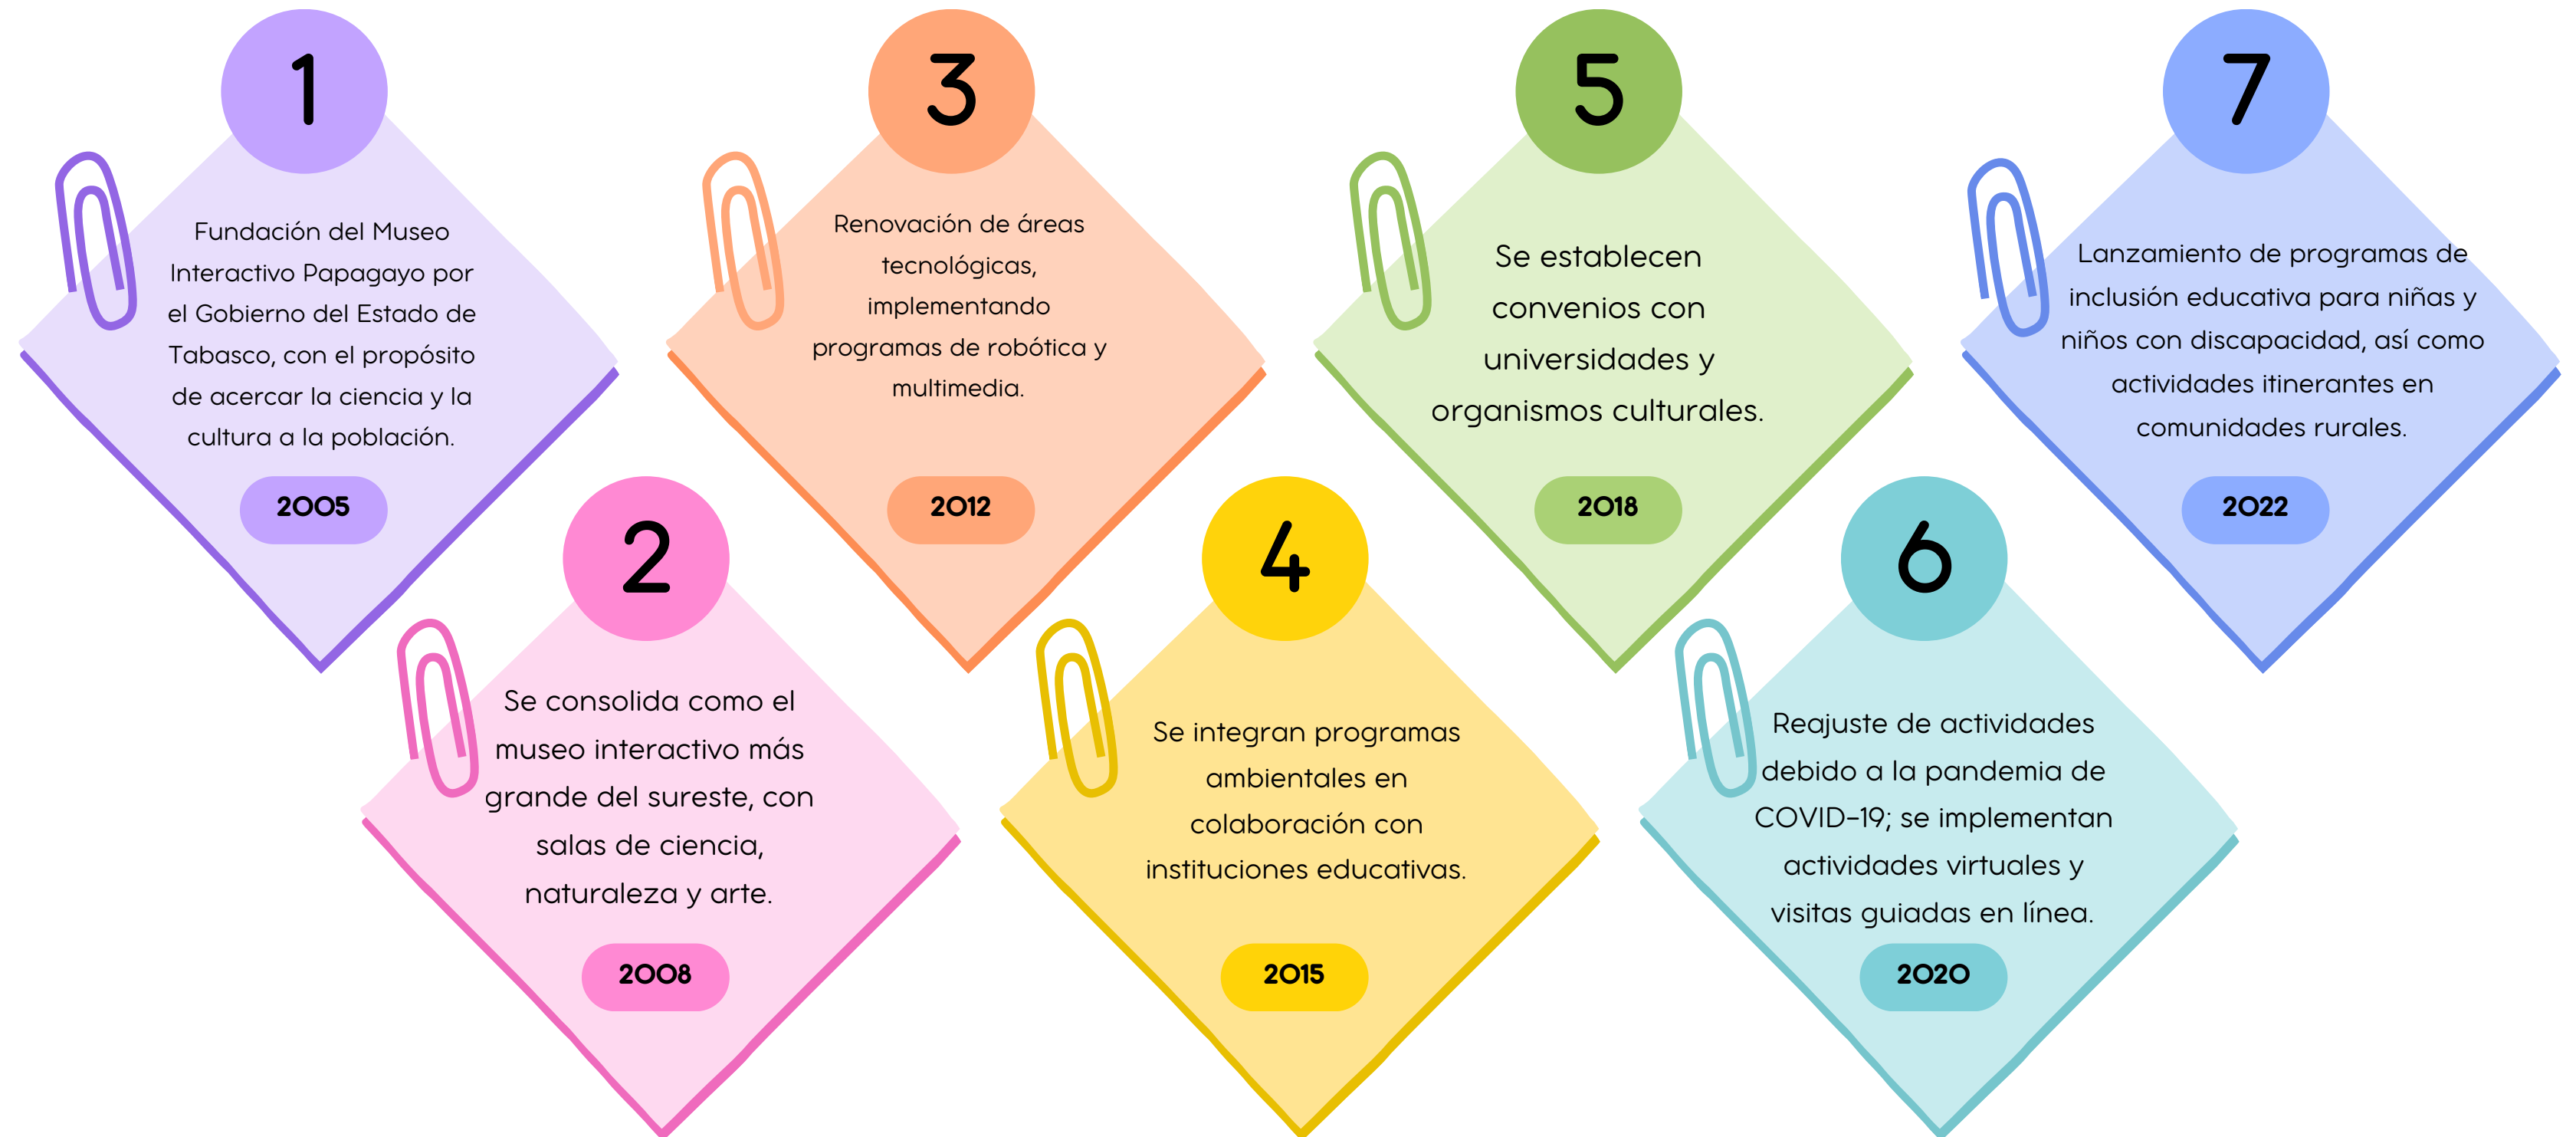 1
Fundación del Museo
Interactivo Papagayo por
el Gobierno del Estado de
Tabasco, con el propósito
de acercar la ciencia y la
cultura a la población.
2005
2
Se consolida como el
museo interactivo más
grande del sureste, con
salas de ciencia,
naturaleza y arte.
2008
3
Renovación de áreas
tecnológicas,
implementando
programas de robótica y
multimedia.
2012
4
Se integran programas
ambientales en
colaboración con
instituciones educativas.
2015
5
Se establecen
convenios con
universidades y
organismos culturales.
2018
6
Reajuste de actividades
debido a la pandemia de
COVID-19; se implementan
actividades virtuales y
visitas guiadas en línea.
2020
7
Lanzamiento de programas de
inclusión educativa para niñas y
niños con discapacidad, así como
actividades itinerantes en
comunidades rurales.
2022